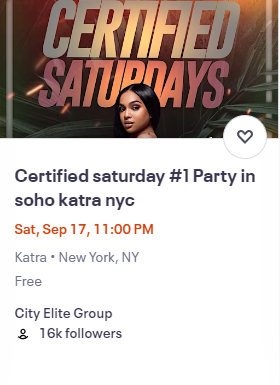 CERTIFIED
SATURDAYS
Certified saturday #1 Party in
soho katra nyc
Sat, Sep 17, 11:00 PM
Katra • New York, NY
Free
City Elite Group
16k followers